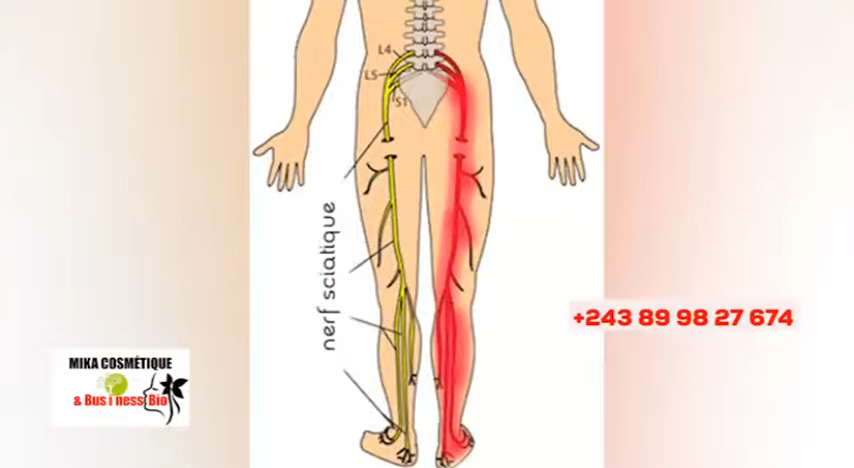 L4
L5
S1
nerf sciatique
+243 89 98 27 674
MIKA COSMÉTIQUE
& Bus i ness Bio